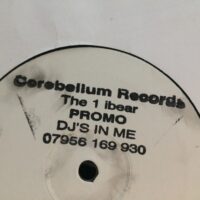 Cerebellum Records
The 1 ibear
PROMO
DJ'S IN ME
07956 169 930